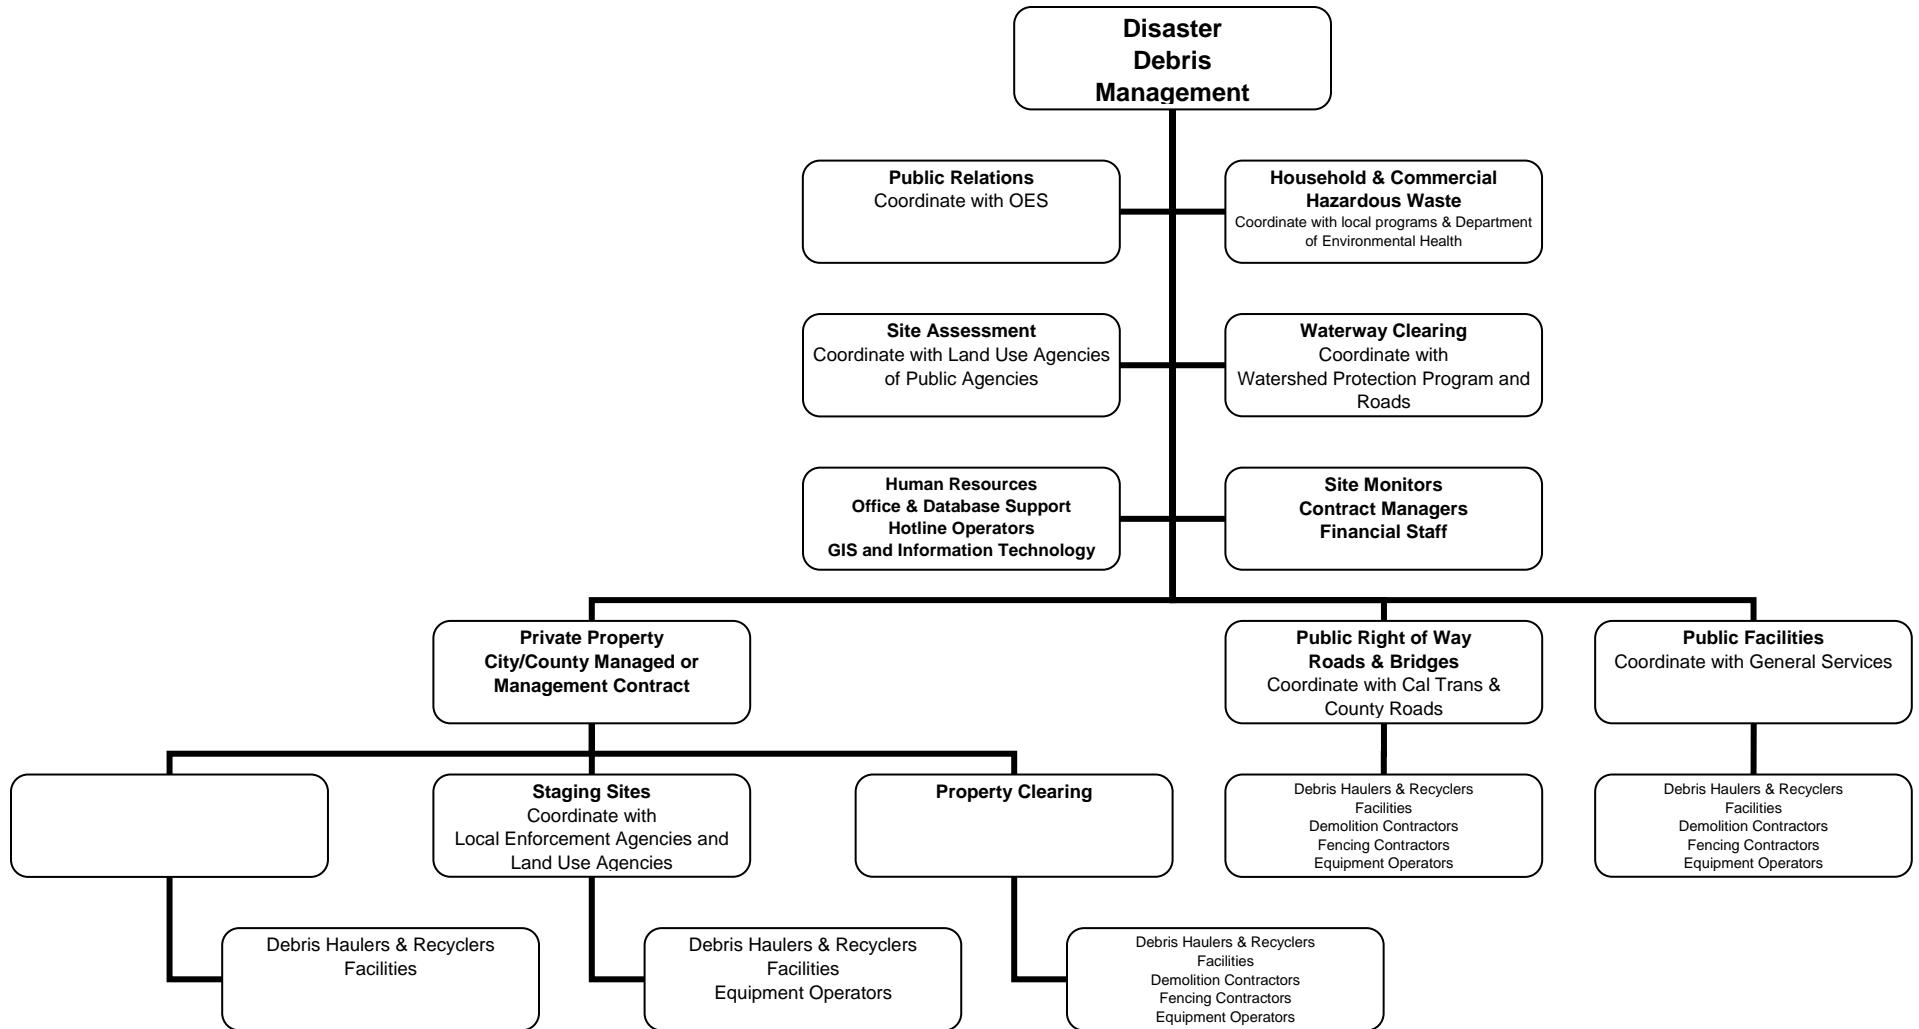 Disaster
Debris
Management
Public Relations
Coordinate with OES
Household & Commercial
Hazardous Waste
Coordinate with local programs & Department
of Environmental Health
Site Assessment
Coordinate with Land Use Agencies
of Public Agencies
Waterway Clearing
Coordinate with
Watershed Protection Program and
Roads
Human Resources
Office & Database Support
Hotline Operators
GIS and Information Technology
Site Monitors
Contract Managers
Financial Staff
Private Property
City/County Managed or
Management Contract
Public Right of Way
Roads & Bridges
Coordinate with Cal Trans &
County Roads
Public Facilities
Coordinate with General Services
Staging Sites
Coordinate with
Local Enforcement Agencies and
Land Use Agencies
Property Clearing
Debris Haulers & Recyclers
Facilities
Demolition Contractors
Fencing Contractors
Equipment Operators
Debris Haulers & Recyclers
Facilities
Demolition Contractors
Fencing Contractors
Equipment Operators
Debris Haulers & Recyclers
Facilities
Debris Haulers & Recyclers
Facilities
Equipment Operators
Debris Haulers & Recyclers
Facilities
Demolition Contractors
Fencing Contractors
Equipment Operators